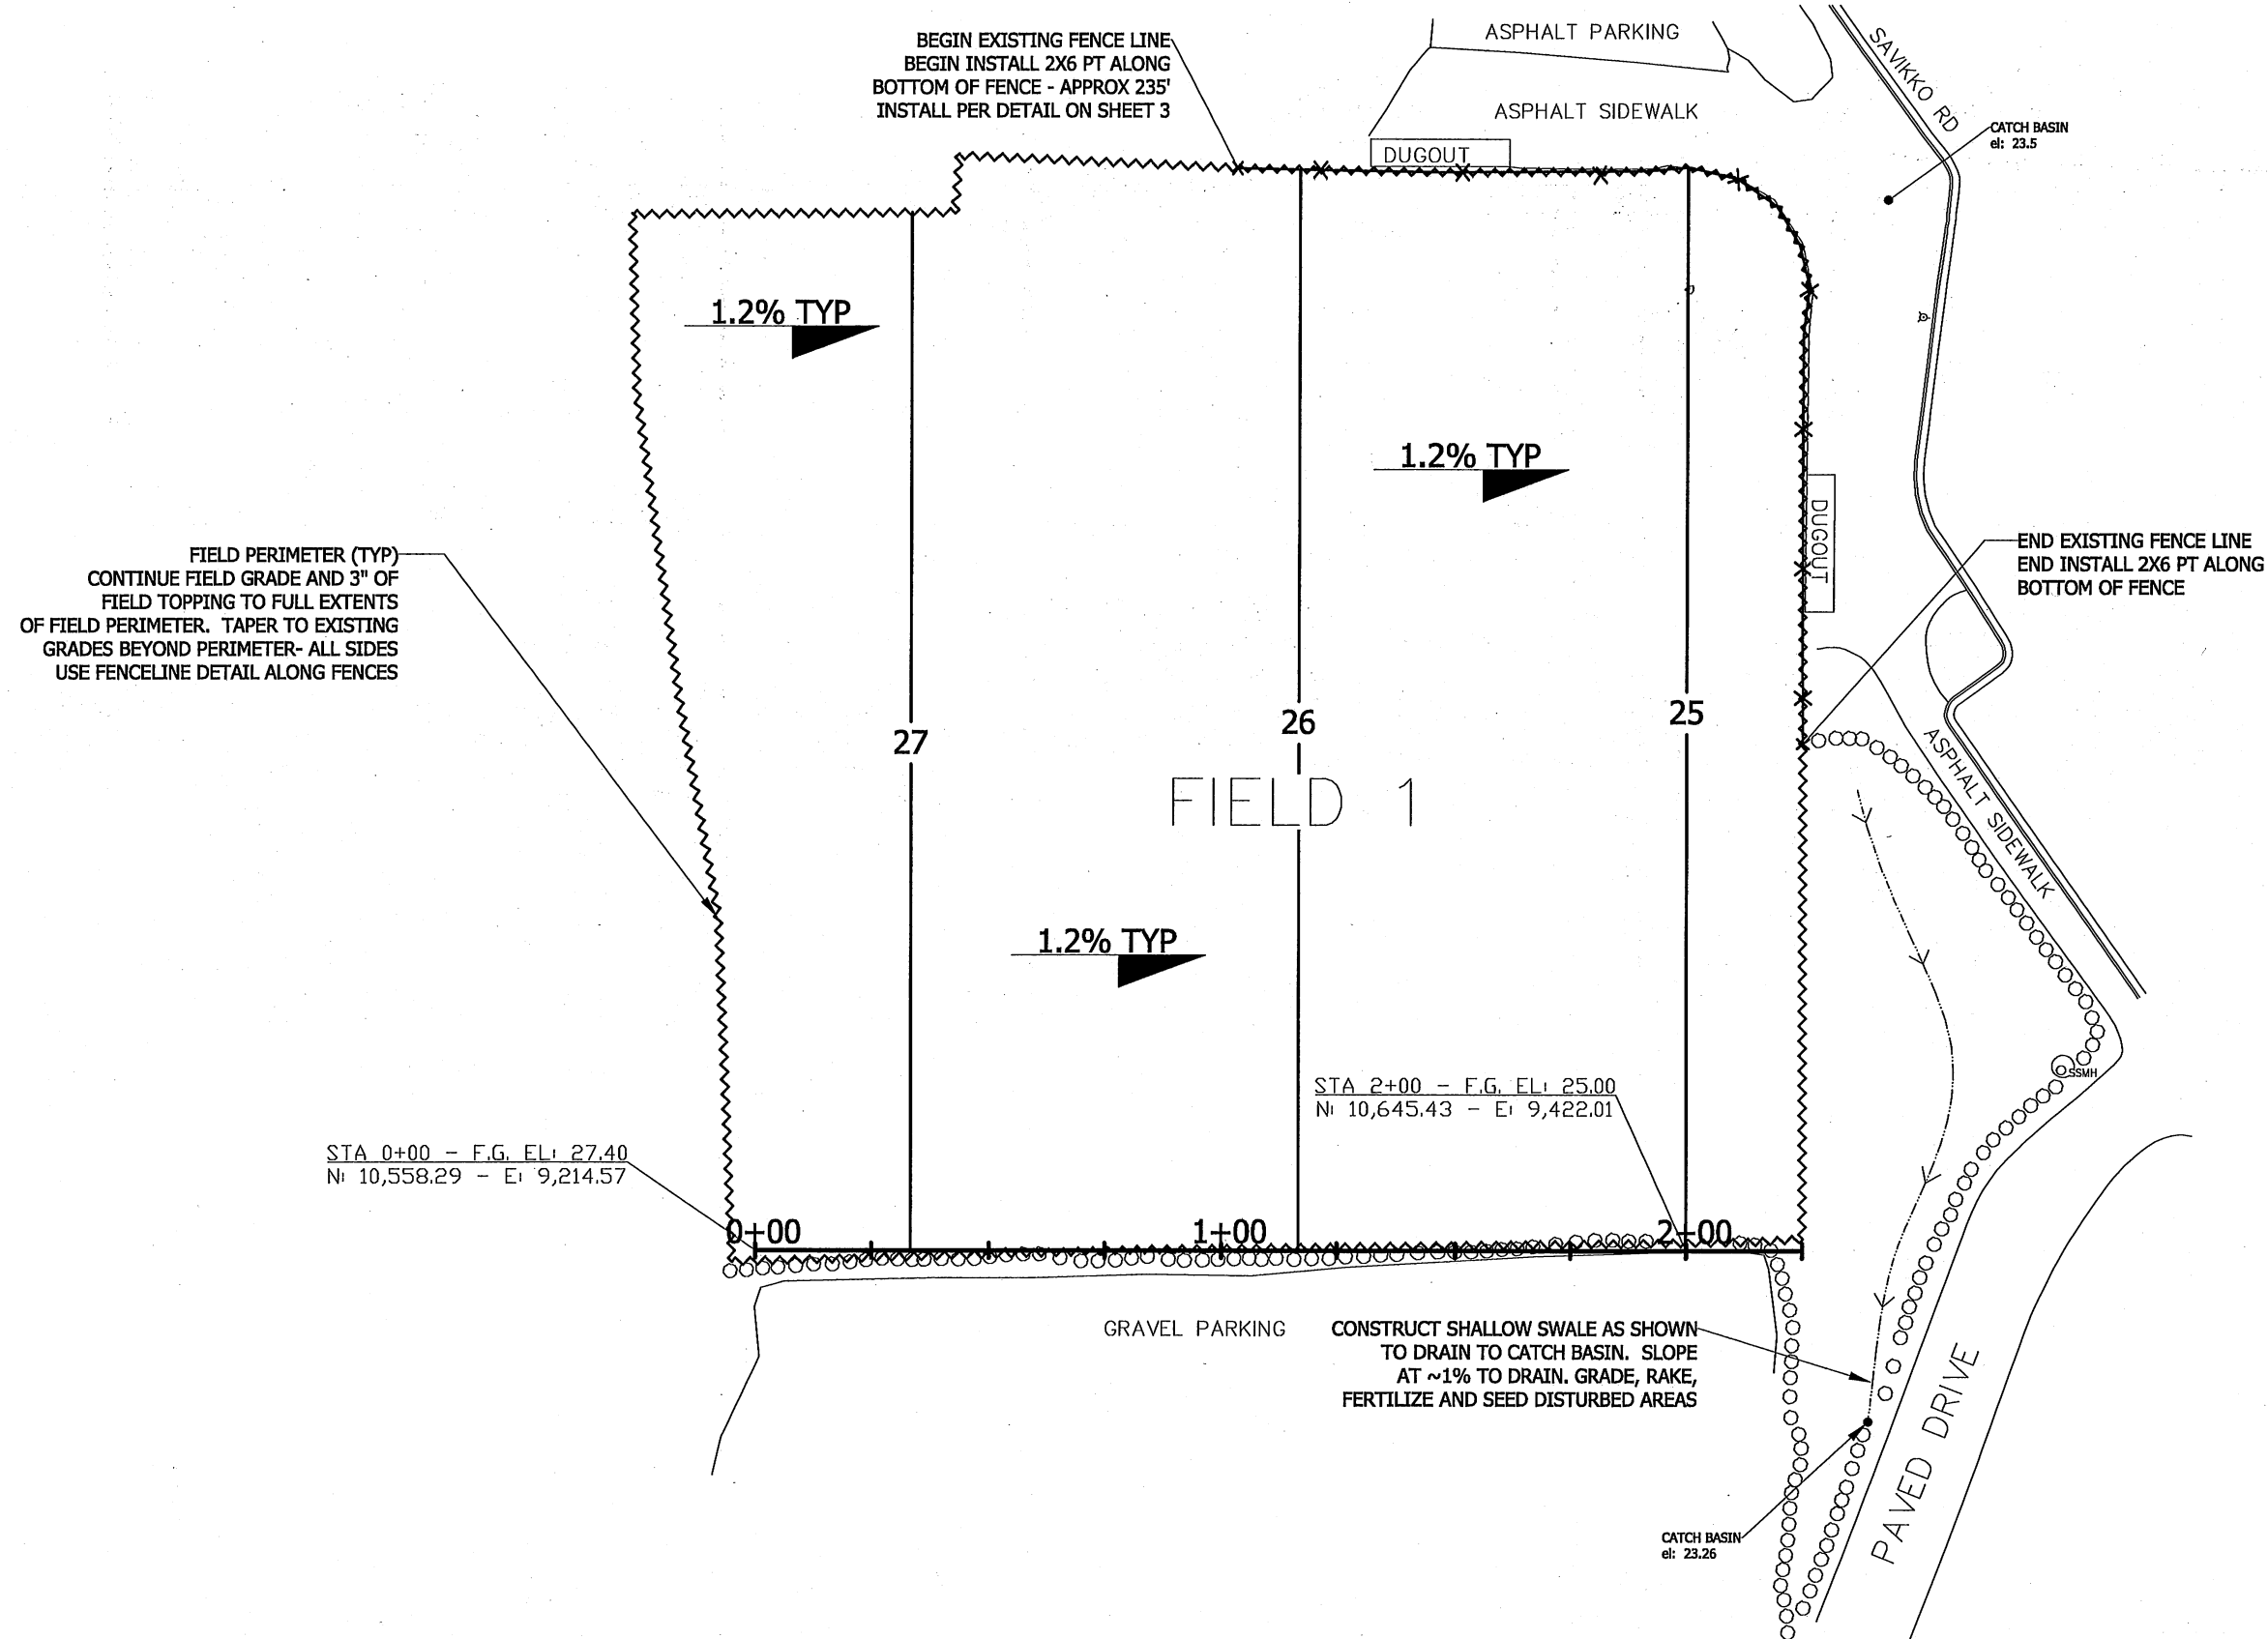 BEGIN EXISTING FENCE LINE
BEGIN INSTALL 2X6 PT ALONG
BOTTOM OF FENCE - APPROX 235'
INSTALL PER DETAIL ON SHEET 3
ASPHALT PARKING
ASPHALT SIDEWALK
DUGOUT
SAVIKKO RD
CATCH BASIN
el: 23.5
1.2% TYP
1.2% TYP
DUGOUT
FIELD PERIMETER (TYP)
CONTINUE FIELD GRADE AND 3" OF
FIELD TOPPING TO FULL EXTENTS
OF FIELD PERIMETER. TAPER TO EXISTING
GRADES BEYOND PERIMETER- ALL SIDES
USE FENCELINE DETAIL ALONG FENCES
END EXISTING FENCE LINE
END INSTALL 2X6 PT ALONG
BOTTOM OF FENCE
27
26
25
FIELD 1
ASPHALT SIDEWALK
1.2% TYP
SSMH
STA 2+00 - F.G. EL: 25.00
N: 10,645.43 - E: 9,422.01
STA 0+00 - F.G. EL: 27.40
N: 10,558.29 - E: 9,214.57
0+00
1+00
2+00
GRAVEL PARKING
CONSTRUCT SHALLOW SWALE AS SHOWN
TO DRAIN TO CATCH BASIN. SLOPE
AT ~1% TO DRAIN. GRADE, RAKE,
FERTILIZE AND SEED DISTURBED AREAS
PAVED DRIVE
CATCH BASIN
el: 23.26